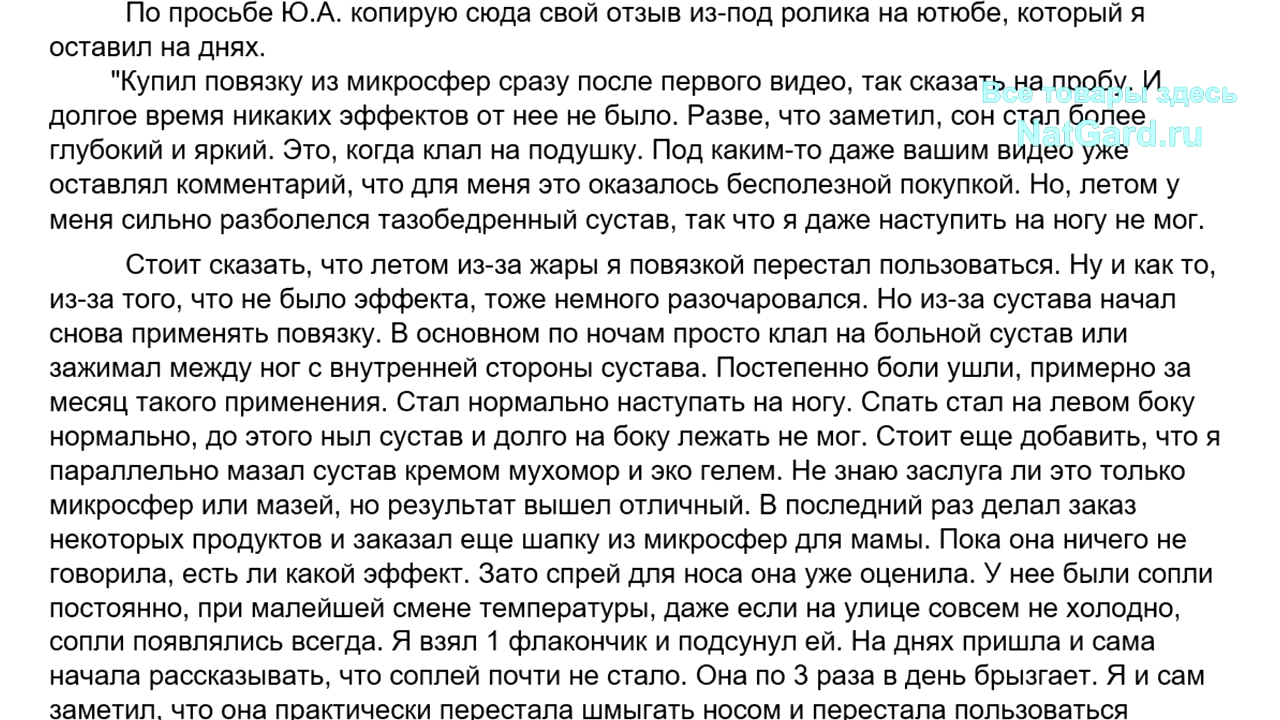 По просьбе Ю.А. копирую сюда свой отзыв из-под ролика на ютюбе, который я
оставил на днях.
"Купил повязку из микросфер сразу после первого видео, так сказать на пробу. И
долгое время никаких эффектов от нее не было. Разве, что заметил, сон стал более
глубокий и яркий. Это, когда клал на подушку. Под каким-то даже вашим видео уже
оставлял комментарий, что для меня это оказалось бесполезной покупкой. Но, летом у
меня сильно разболелся тазобедренный сустав, так что я даже наступить на ногу не мог.
Стоит сказать, что летом из-за жары я повязкой перестал пользоваться. Ну и как то,
из-за того, что не было эффекта, тоже немного разочаровался. Но из-за сустава начал
снова применять повязку. В основном по ночам просто клал на больной сустав или
зажимал между ног с внутренней стороны сустава. Постепенно боли ушли, примерно за
месяц такого применения. Стал нормально наступать на ногу. Спать стал на левом боку
нормально, до этого ныл сустав и долго на боку лежать не мог. Стоит еще добавить, что я
параллельно мазал сустав кремом мухомор и эко гелем. Не знаю заслуга ли это только
микросфер или мазей, но результат вышел отличный. В последний раз делал заказ
некоторых продуктов и заказал еще шапку из микросфер для мамы. Пока она ничего не
говорила, есть ли какой эффект. Зато спрей для носа она уже оценила. У нее были сопли
постоянно, при малейшей смене температуры, даже если на улице совсем не холодно,
сопли появлялись всегда. Я взял 1 флакончик и подсунул ей. На днях пришла и сама
начала рассказывать, что соплей почти не стало. Она по 3 раза в день брызгает. Я и сам
заметил, что она практически перестала шмыгать носом и перестала пользоваться
Все товары здесь
NatGard.ru